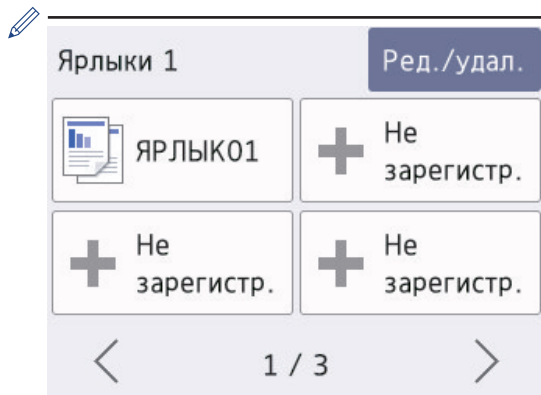 Ярлыки 1
Ред./удал.
ЯРЛЫК01
Не
зарегистр.
Не
зарегистр.
Не
зарегистр.
1 / 3